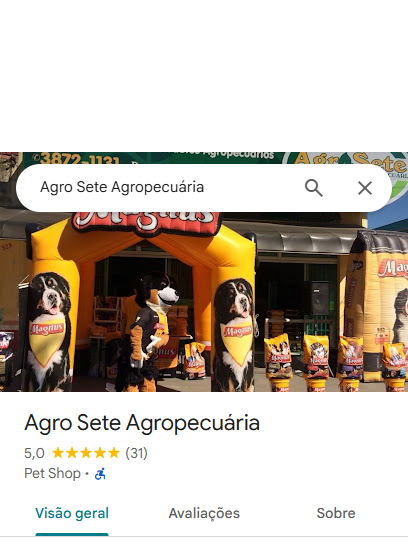 3872-1131
Agropecuários
Agro Sete
Agro Sete Agropecuária
Magnus
Magnus
Magnus
Magnus
Agro Sete Agropecuária
5,0 ★★★★★ (31)
Pet Shop ·
Visão geral
Avaliações
Sobre